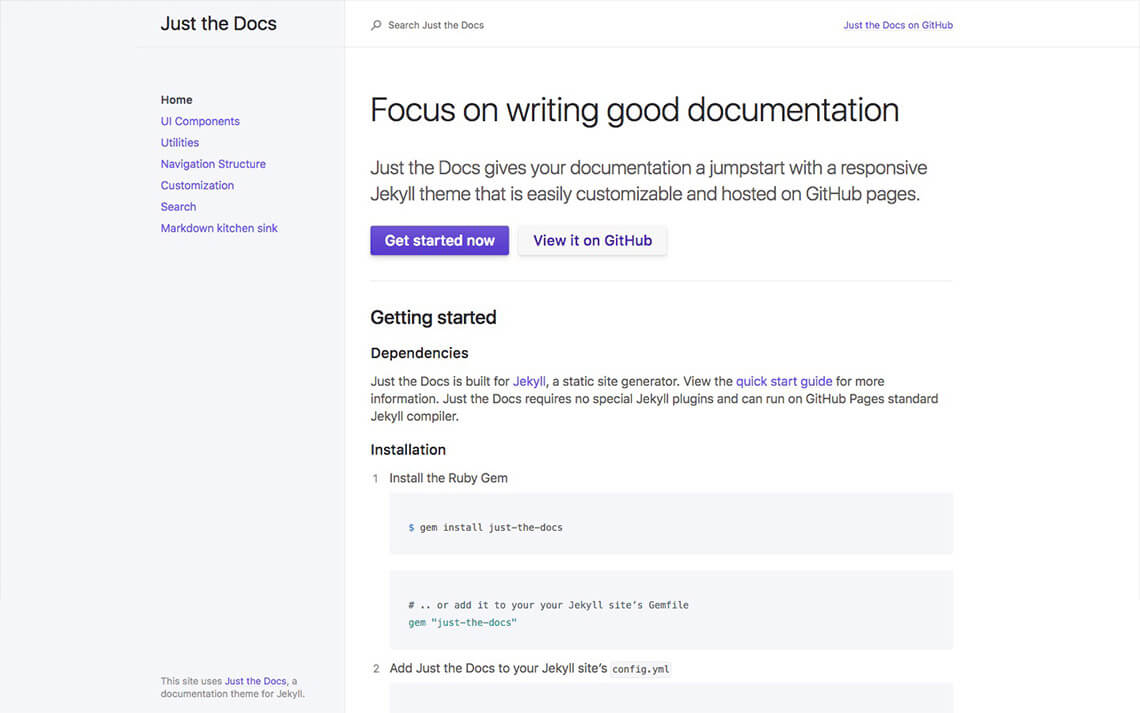 Just the Docs
Search Just the Docs
Just the Docs on GitHub
Home
UI Components
Utilities
Navigation Structure
Customization
Search
Markdown kitchen sink
This site uses Just the Docs, a
documentation theme for Jekyll.
Focus on writing good documentation
Just the Docs gives your documentation a jumpstart with a responsive
Jekyll theme that is easily customizable and hosted on GitHub pages.
Get started now
View it on GitHub
Getting started
Dependencies
Just the Docs is built for Jekyll, a static site generator. View the quick start guide for more
information. Just the Docs requires no special Jekyll plugins and can run on GitHub Pages standard
Jekyll compiler.
Installation
1 Install the Ruby Gem
$ gem install just-the-docs
# .. or add it to your your Jekyll site’s Gemfile
gem "just-the-docs"
2 Add Just the Docs to your Jekyll site’s config.yml